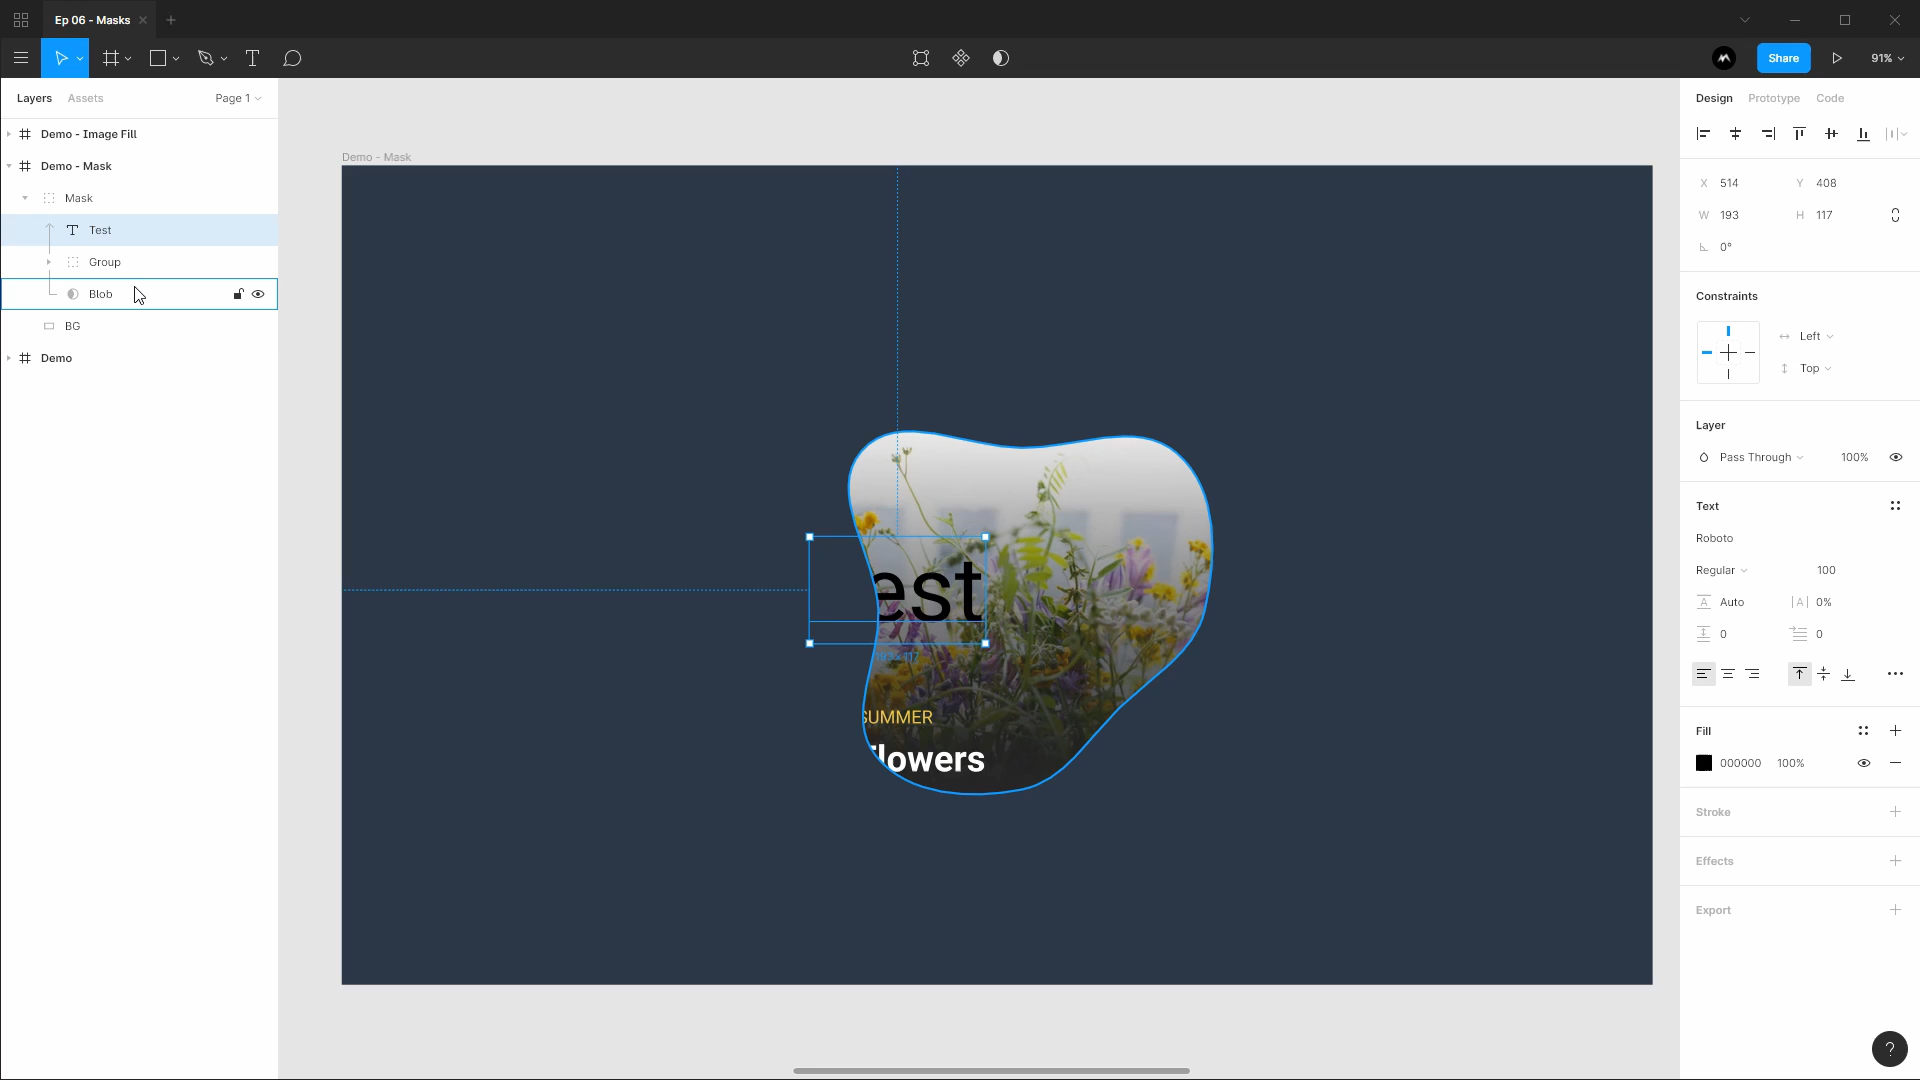 Ep 06 - Masks
Share
91%
Layers Assets Page 1
Design Prototype Code
Demo - Image Fill
Demo - Mask
Mask
Test
Group
Blob
BG
Demo
Demo - Mask
est
193 × 117
SUMMER
Flowers
X 514 Y 408
W 193 H 117
0°
Constraints
Left
Top
Layer
Pass Through 100%
Text
Roboto
Regular 100
A Auto |A| 0%
0 0
Fill
000000 100%
Stroke
Effects
Export
?